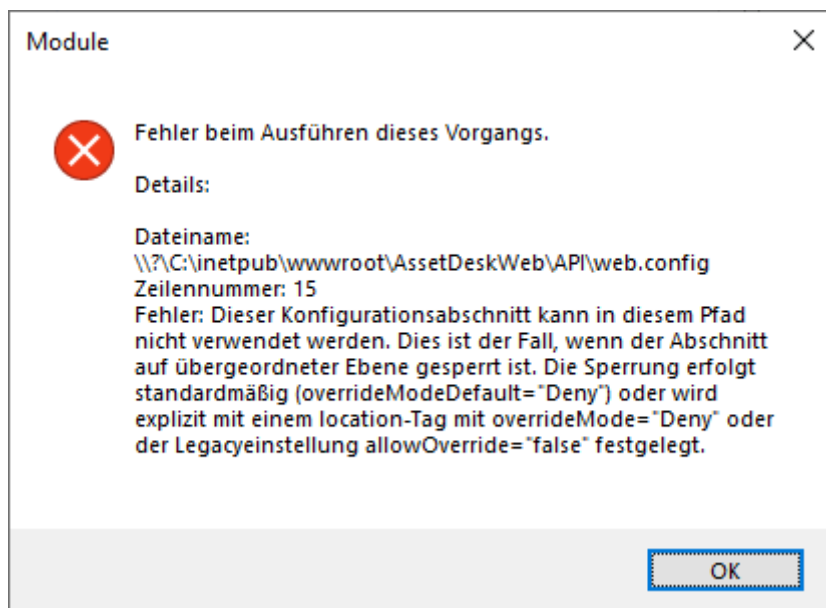 Module
Fehler beim Ausführen dieses Vorgangs.
Details:
Dateiname:
\\?\C:\inetpub\wwwroot\AssetDeskWeb\API\web.config
Zeilennummer: 15
Fehler: Dieser Konfigurationsabschnitt kann in diesem Pfad
nicht verwendet werden. Dies ist der Fall, wenn der Abschnitt
auf übergeordneter Ebene gesperrt ist. Die Sperrung erfolgt
standardmäßig (overrideModeDefault="Deny") oder wird
explizit mit einem location-Tag mit overrideMode="Deny" oder
der Legacyeinstellung allowOverride="false" festgelegt.
OK